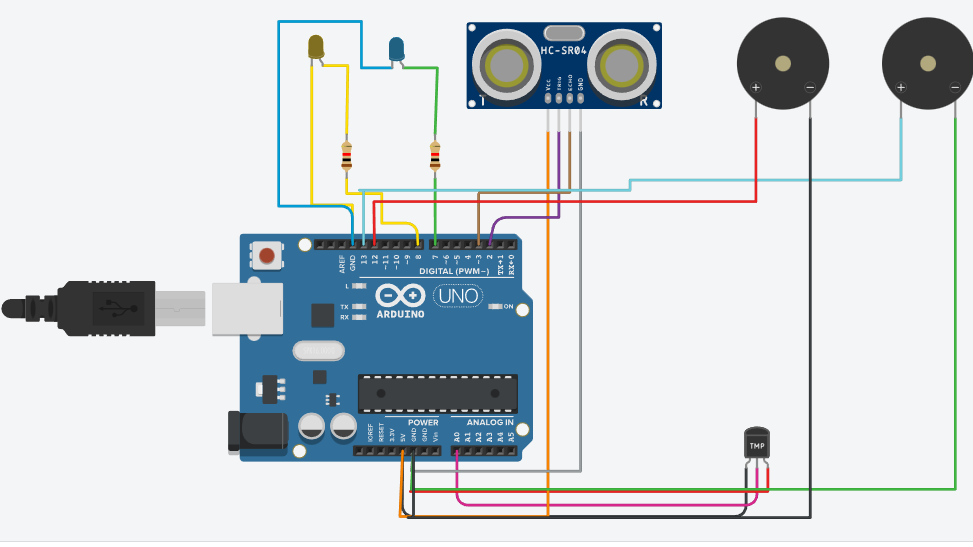 HC-SR04
Vcc
TRIG
ECHO
GND
T
R
+
−
+
−
AREF
GND
13
12
~11
~10
~9
8
7
~6
~5
4
~3
2
TX→1
RX←0
DIGITAL (PWM~)
L
TX
RX
ARDUINO
UNO
ON
POWER
ANALOG IN
IOREF
RESET
3.3V
5V
GND
GND
Vin
A0
A1
A2
A3
A4
A5
TMP